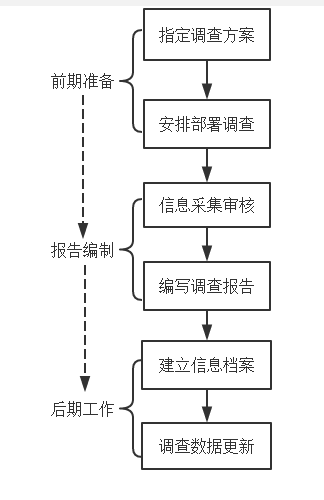 指定调查方案
前期准备
安排部署调查
信息采集审核
报告编制
编写调查报告
建立信息档案
后期工作
调查数据更新